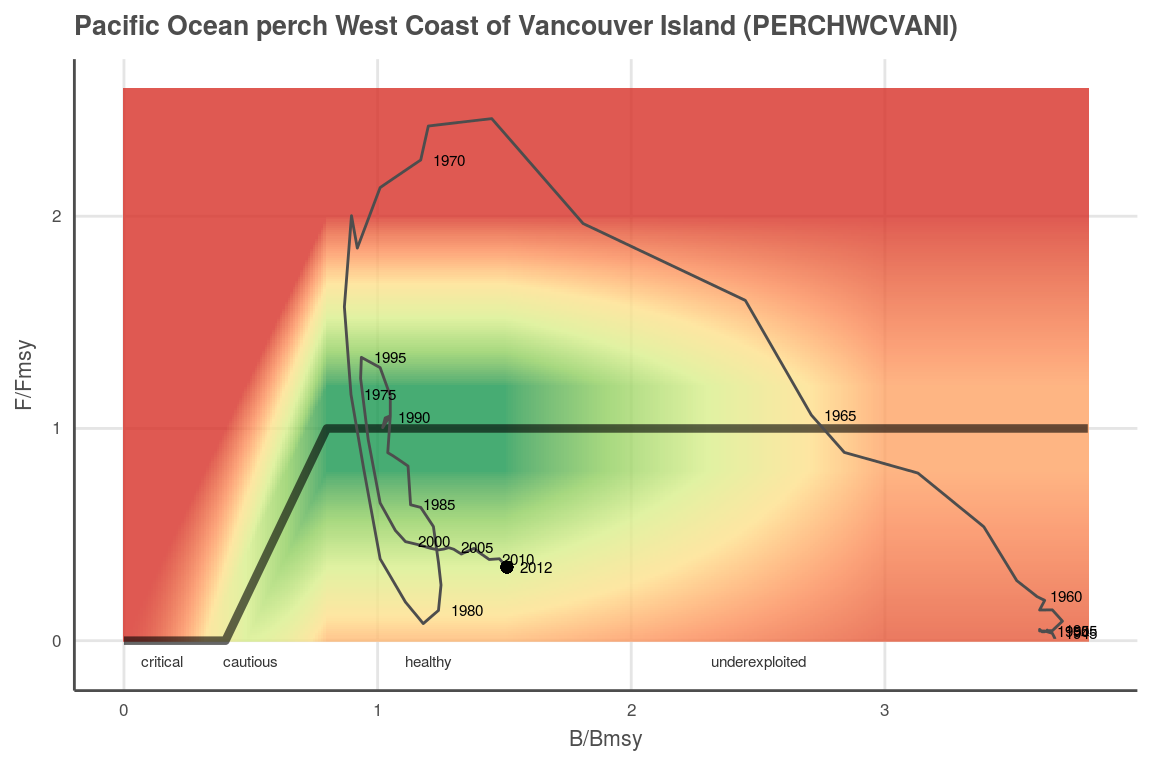 Pacific Ocean perch West Coast of Vancouver Island (PERCHWCVANI)
F/Fmsy
2
1
0
1970
1995
1975
1990
1965
1985
2000
2005
2010
2012
1980
1960
1945
critical
cautious
healthy
underexploited
0
1
2
3
B/Bmsy